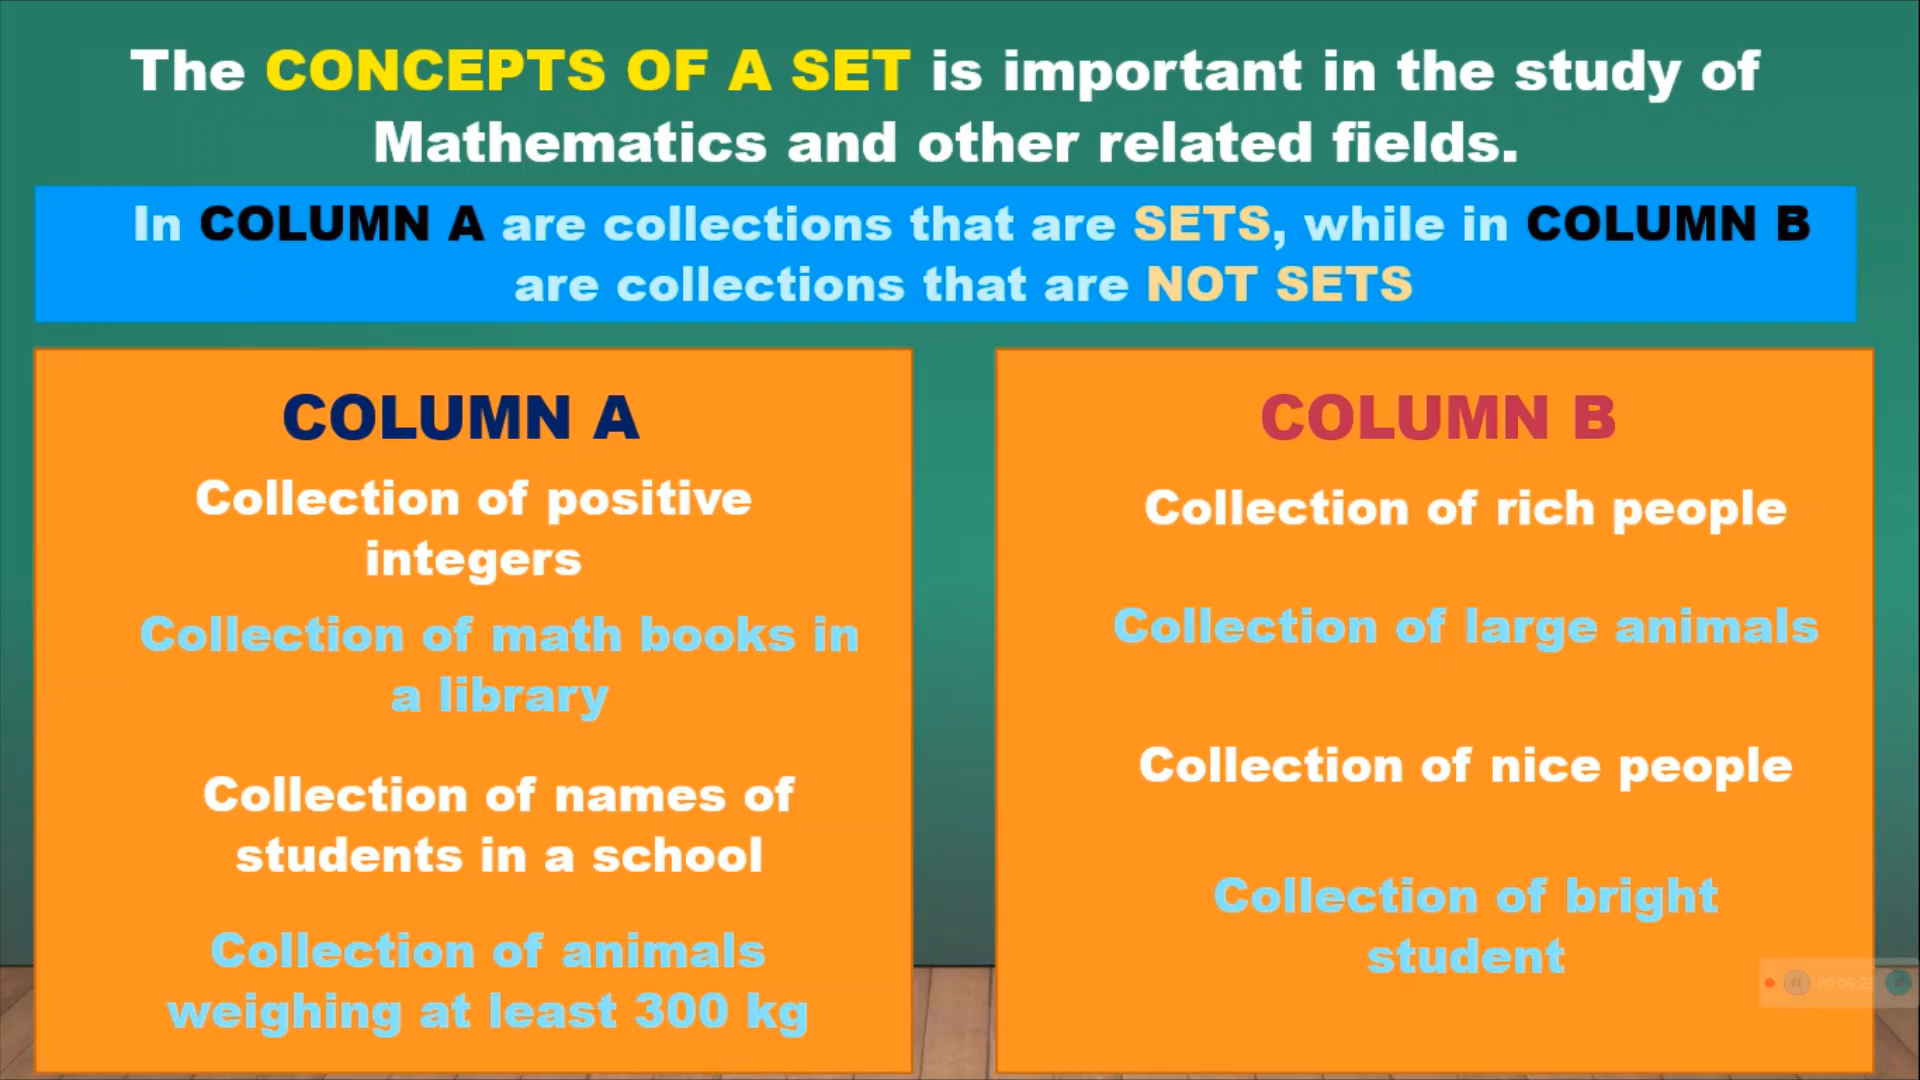 The CONCEPTS OF A SET is important in the study of
Mathematics and other related fields.
In COLUMN A are collections that are SETS, while in COLUMN B
are collections that are NOT SETS
COLUMN A
Collection of positive
integers
Collection of math books in
a library
Collection of names of
students in a school
Collection of animals
weighing at least 300 kg
COLUMN B
Collection of rich people
Collection of large animals
Collection of nice people
Collection of bright
student